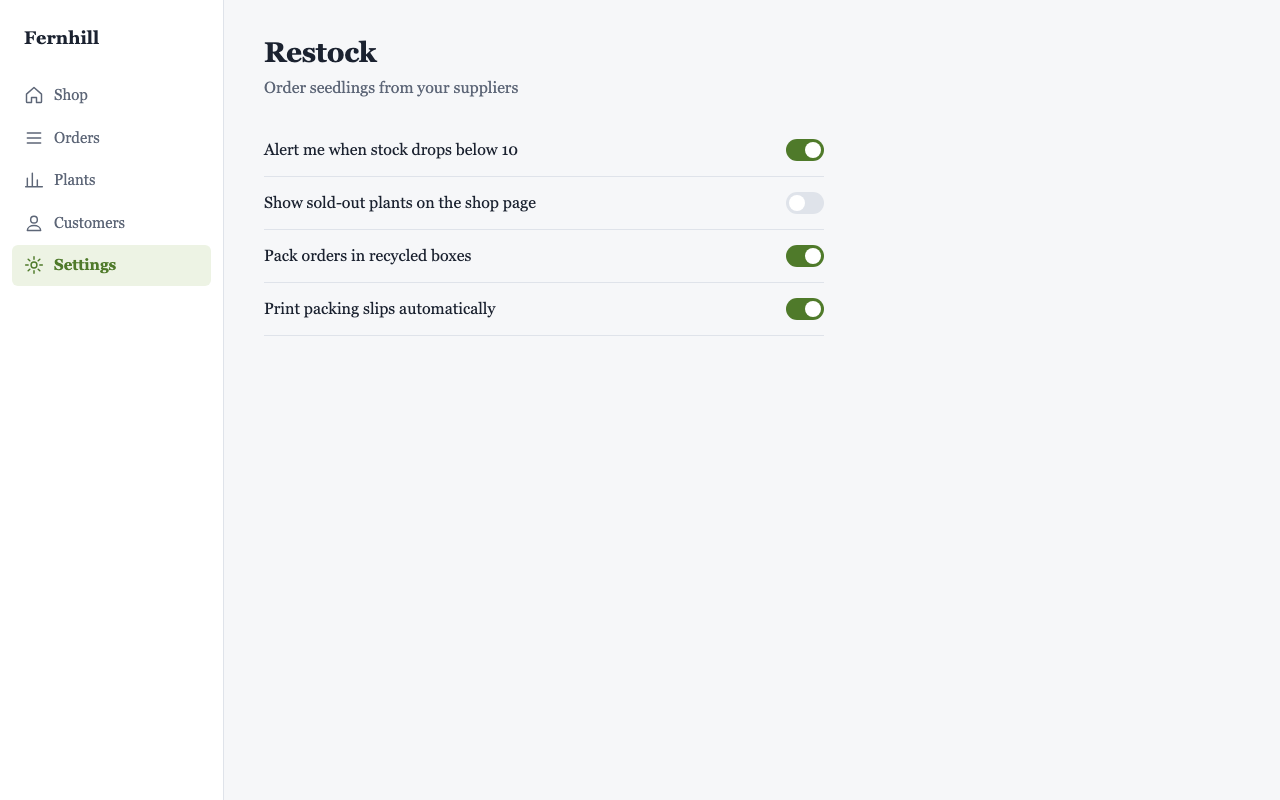 Fernhill
Shop
Orders
Plants
Customers
Settings
Restock
Order seedlings from your suppliers
Alert me when stock drops below 10
Show sold-out plants on the shop page
Pack orders in recycled boxes
Print packing slips automatically